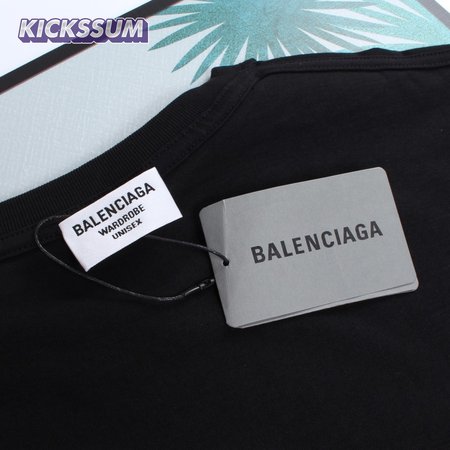 KICKSSUM
BALENCIAGA
WARDROBE
UNISEX
BALENCIAGA